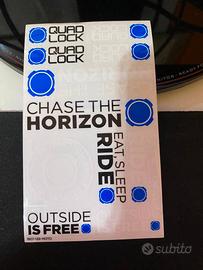 QUAD
LOCK
QUAD
LOCK
CHASE THE
HORIZON
EAT, SLEEP
RIDE
OUTSIDE
IS FREE
subito